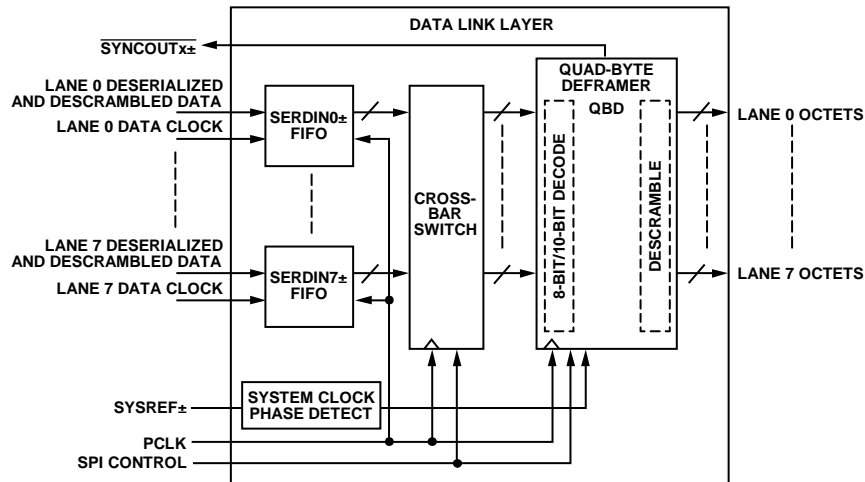 DATA LINK LAYER
SYNCOUTx±
QUAD-BYTE
DEFRAMER
QBD
LANE 0 DESERIALIZED
AND DESCRAMBLED DATA
LANE 0 DATA CLOCK
SERDIN0±
FIFO
LANE 0 OCTETS
CROSS-
BAR
SWITCH
8-BIT/10-BIT DECODE
DESCRAMBLE
LANE 7 DESERIALIZED
AND DESCRAMBLED DATA
LANE 7 DATA CLOCK
SERDIN7±
FIFO
LANE 7 OCTETS
SYSREF±
SYSTEM CLOCK
PHASE DETECT
PCLK
SPI CONTROL